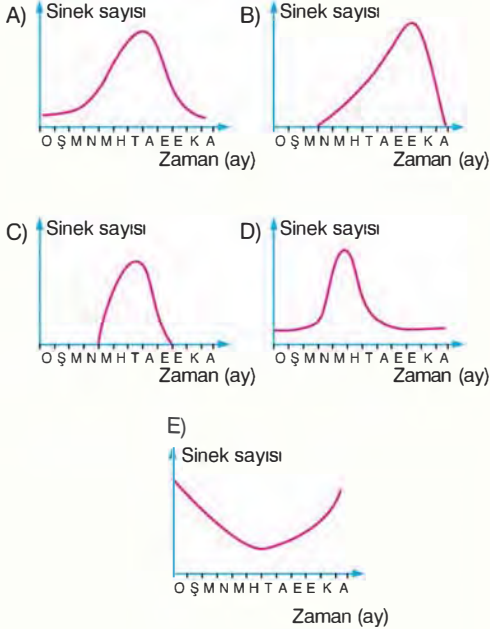 A) Sinek sayısı
O Ş M N M H T A E E K A
Zaman (ay)
B) Sinek sayısı
O Ş M N M H T A E E K A
Zaman (ay)
C) Sinek sayısı
O Ş M N M H T A E E K A
Zaman (ay)
D) Sinek sayısı
O Ş M N M H T A E E K A
Zaman (ay)
E)
Sinek sayısı
O Ş M N M H T A E E K A
Zaman (ay)